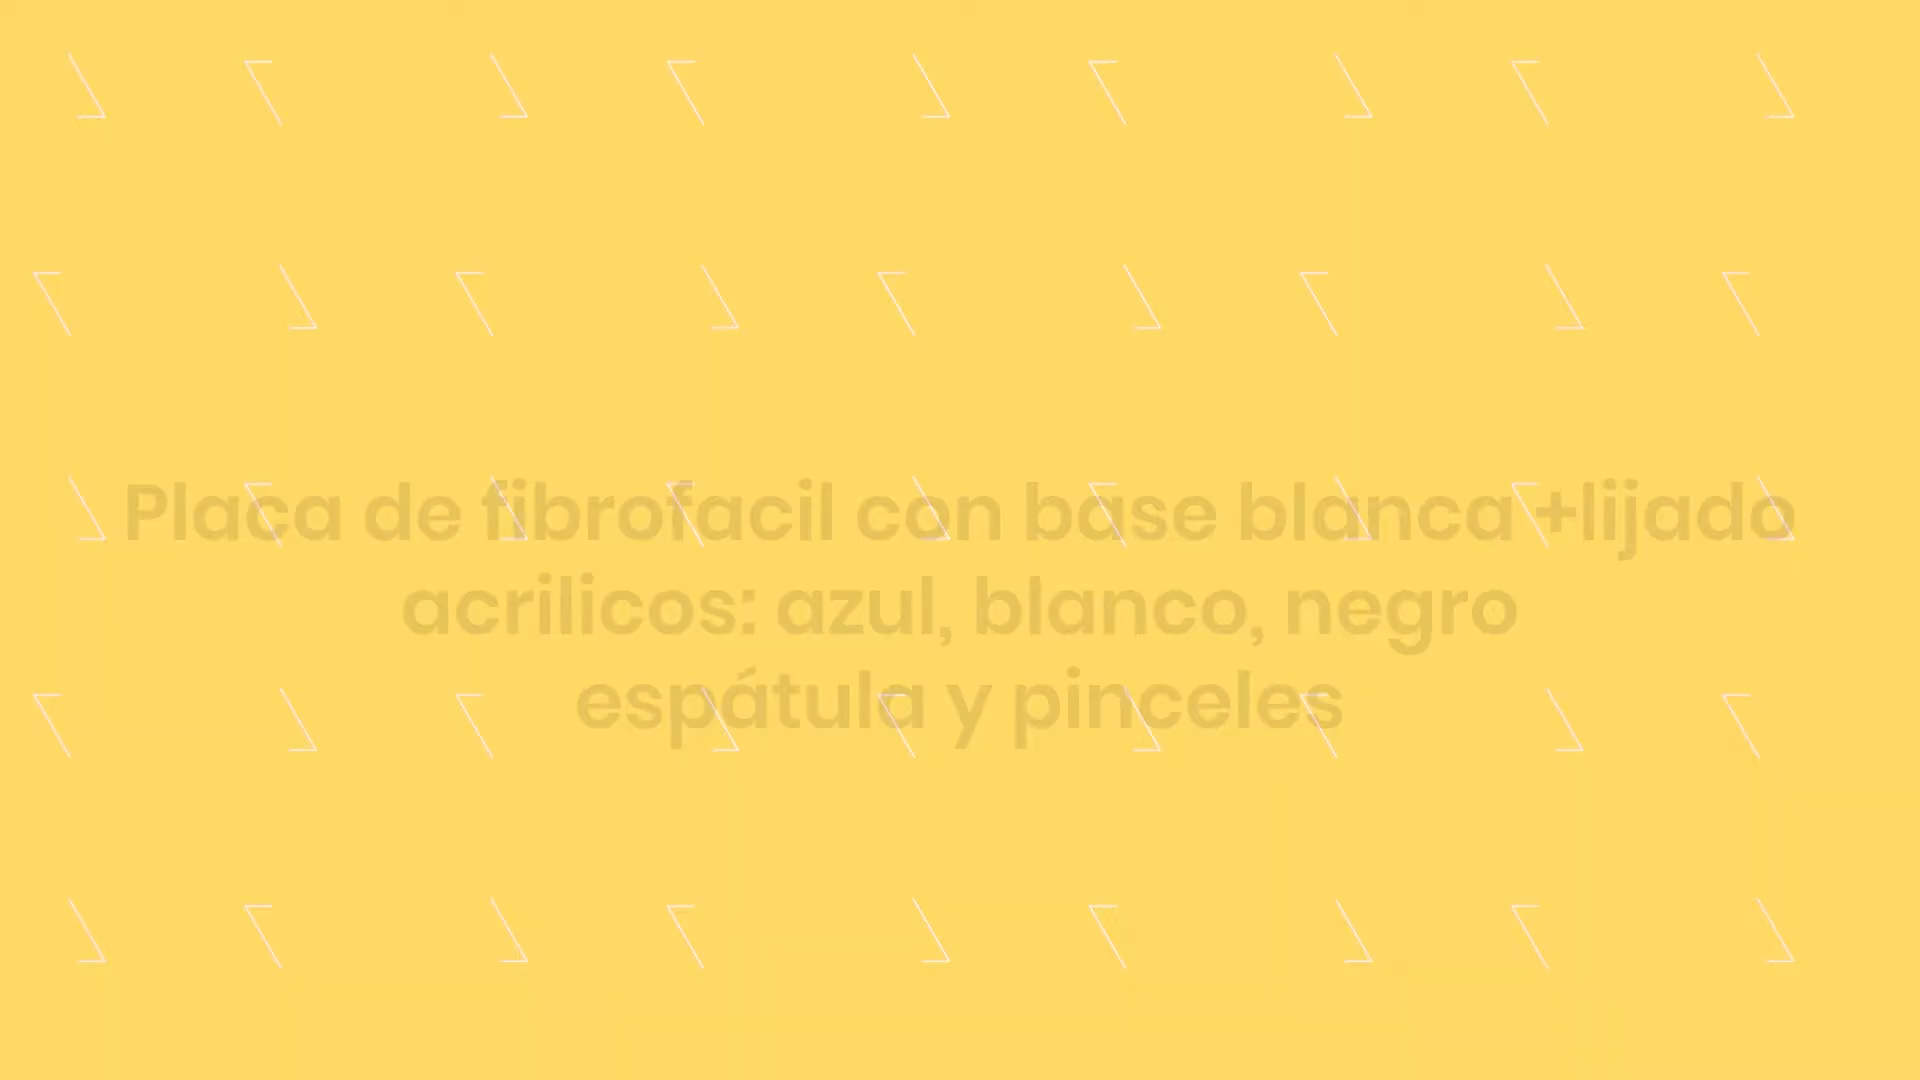 Placa de fibrofacil con base blanca +lijado
acrilicos: azul, blanco, negro
espátula y pinceles